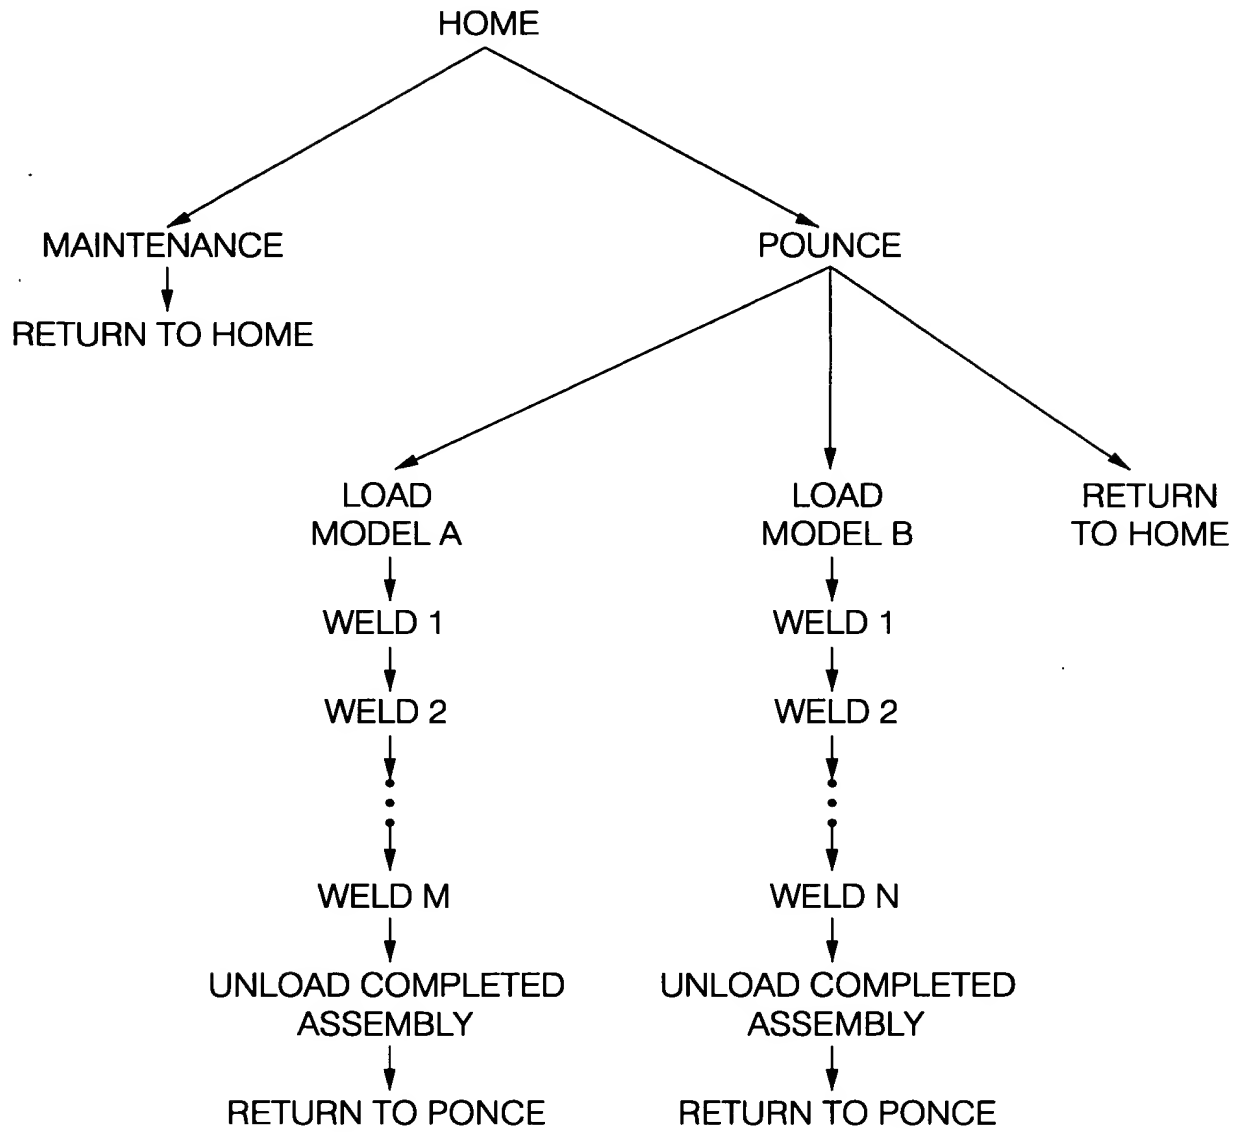 HOME
MAINTENANCE
POUNCE
RETURN TO HOME
LOAD
MODEL A
LOAD
MODEL B
RETURN
TO HOME
WELD 1
WELD 1
WELD 2
WELD 2
WELD M
WELD N
UNLOAD COMPLETED
ASSEMBLY
UNLOAD COMPLETED
ASSEMBLY
RETURN TO PONCE
RETURN TO PONCE